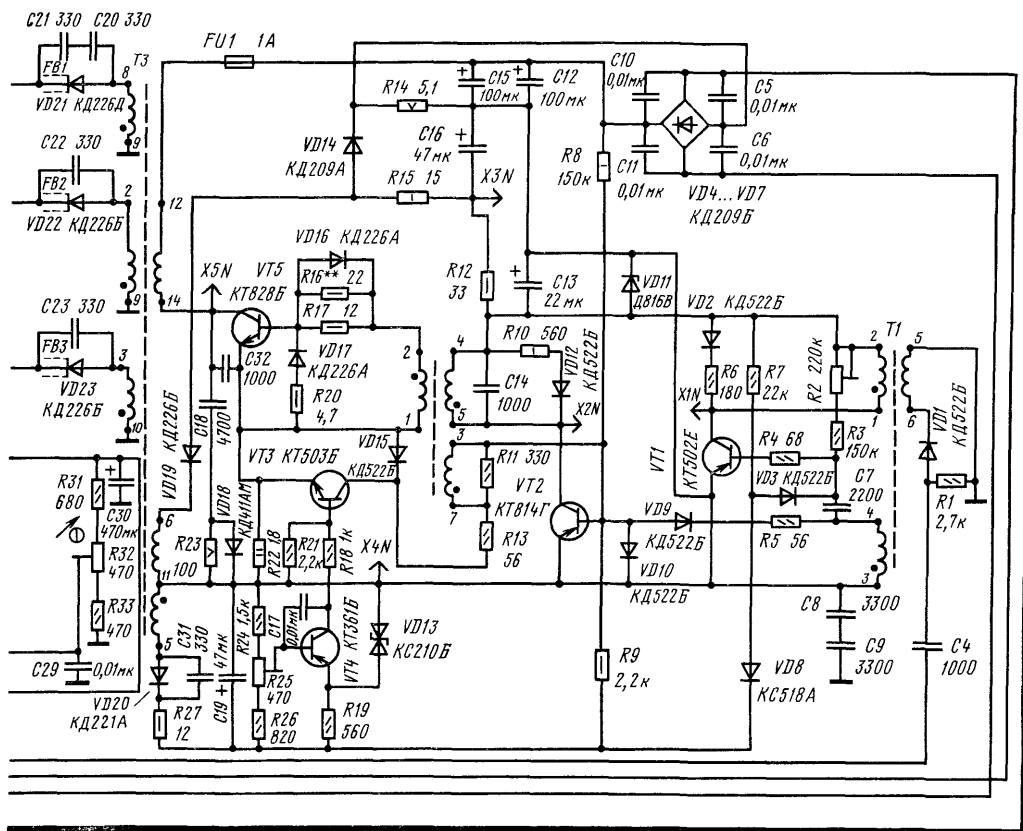 C21 330
C20 330
FB1
8
T3
VD21 КД226Д
9
C22 330
FB2
2
VD22 КД226Б
9
12
14
C23 330
FB3
3
VD23
КД226Б
10
FU1 1А
R14 5,1
C15
100мк
C12
100мк
C16
47мк
VD14
КД209А
R15 15
X3N
C10
0,01мк
C5
0,01мк
C6
0,01мк
C11
0,01мк
R8
150к
VD4...VD7
КД209Б
X5N
VT5
КТ828Б
VD16 КД226А
R16** 22
R17 12
VD17
КД226А
R20
4,7
C32
1000
C18
4700
R12
33
C13
22мк
VD11
Д816В
VD2 КД522Б
R10 560
VD12
КД522Б
C14
1000
2
1
4
5
3
7
X2N
X1N
R6
180
R7
22к
R2 220к
T1
2
1
5
6
VD1
КД522Б
R3
150к
R4 68
VT1
КТ502Е
VD3 КД522Б
C7
2200
R1
2,7к
VD19
КД226Б
VT3 КТ503Б
VD15
КД522Б
R11 330
VT2
КТ814Г
R13
56
VD9
КД522Б
VD10
КД522Б
R5 56
4
3
R31
680
1
C30
470мк
R32
470
R33
470
C29
0,01мк
6
11
5
R23
100
VD18
КД411АМ
R22 18
R21
2,2к
R18 1к
X4N
C31
330
47мк
C19
R24 1,5к
C17
0,01мк
VT4 КТ361Б
VD13
КС210Б
R25
470
R26
820
R19
560
VD20
КД221А
R27
12
R9
2,2к
VD8
КС518А
C8
3300
C9
3300
C4
1000